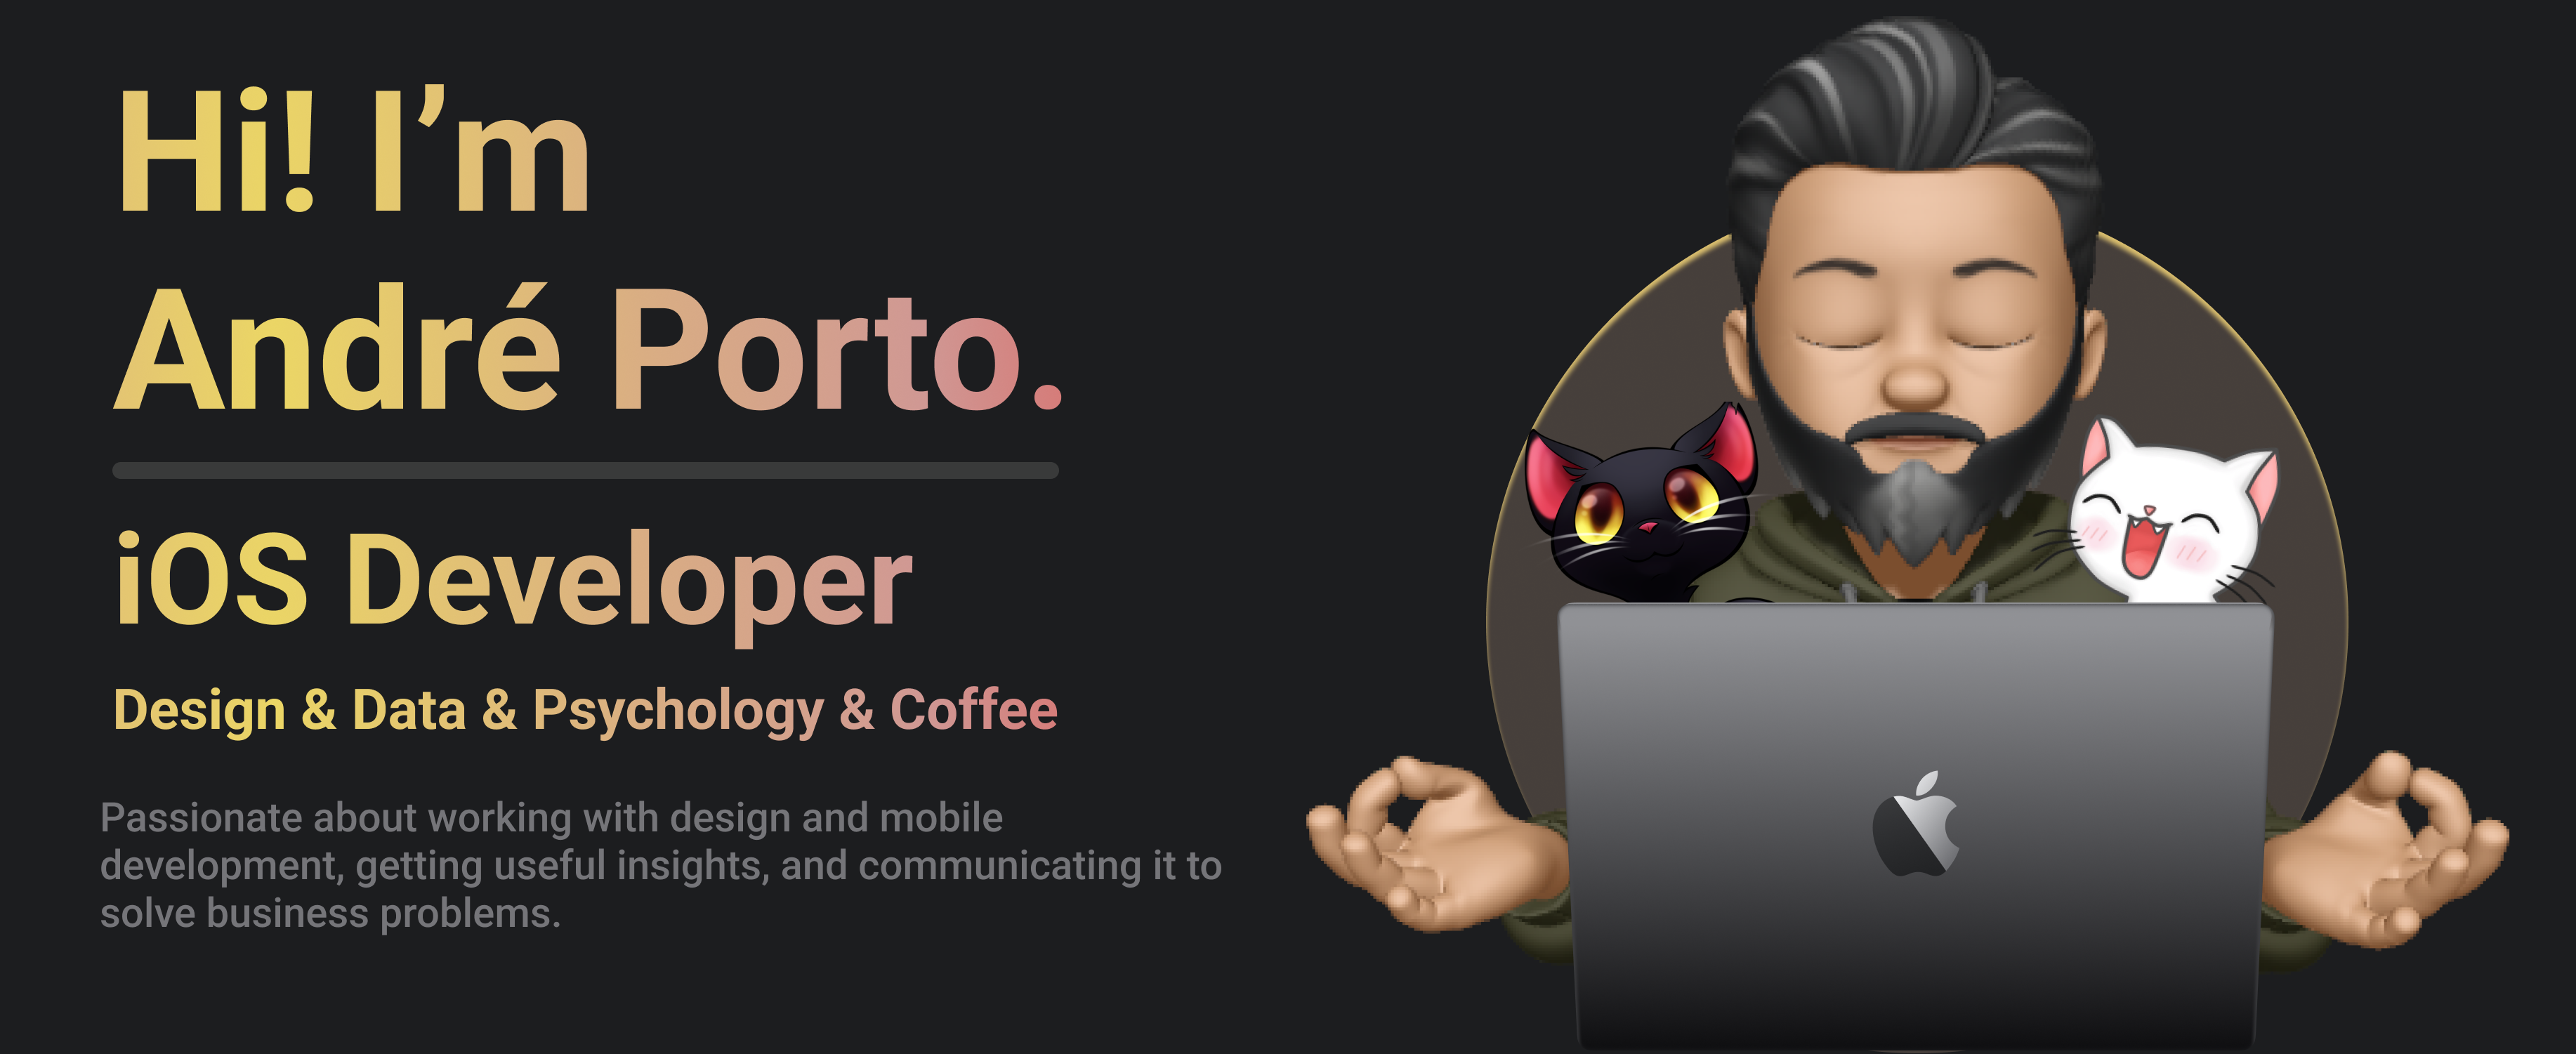 Hi! I’m
André Porto.
iOS Developer
Design & Data & Psychology & Coffee
Passionate about working with design and mobile
development, getting useful insights, and communicating it to
solve business problems.